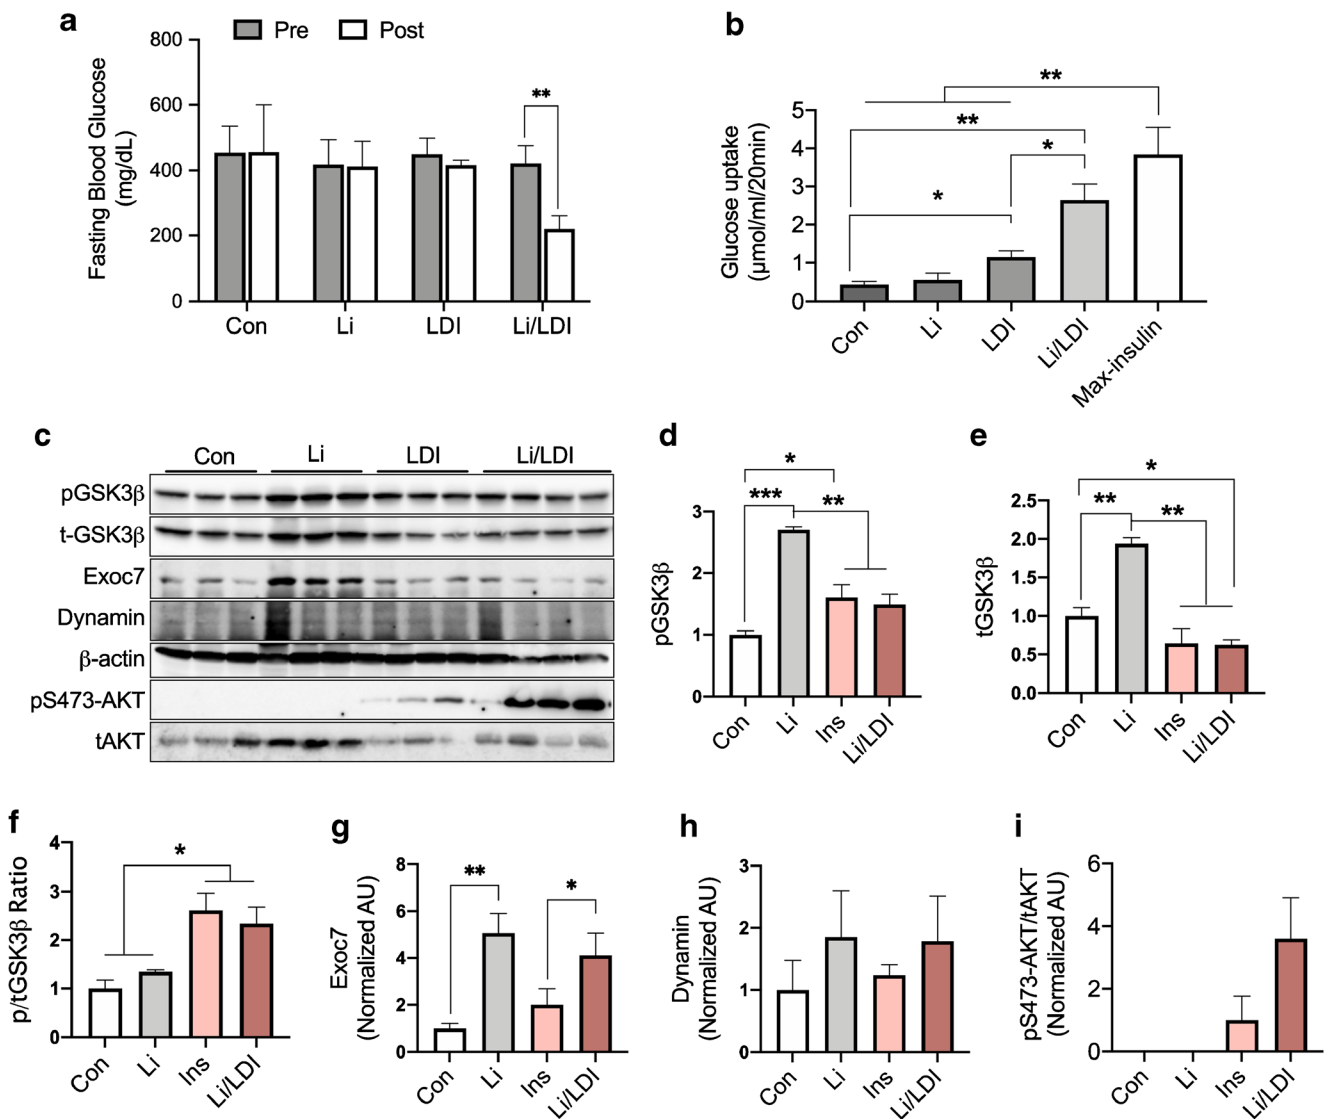 a
Pre
Post
Fasting Blood Glucose
(mg/dL)
800
600
400
200
0
**
Con
Li
LDI
Li/LDI
b
Glucose uptake
(μmol/ml/20min)
5
4
3
2
1
0
**
**
*
*
Con
Li
LDI
Li/LDI
Max-insulin
c
Con
Li
LDI
Li/LDI
pGSK3β
t-GSK3β
Exoc7
Dynamin
β-actin
pS473-AKT
tAKT
d
pGSK3β
3
2
1
0
*
***
**
Con
Li
Ins
Li/LDI
e
tGSK3β
2.5
2.0
1.5
1.0
0.5
0.0
*
**
**
Con
Li
Ins
Li/LDI
f
p/tGSK3β Ratio
4
3
2
1
0
*
Con
Li
Ins
Li/LDI
g
Exoc7
(Normalized AU)
8
6
4
2
0
**
*
Con
Li
Ins
Li/LDI
h
Dynamin
(Normalized AU)
3
2
1
0
Con
Li
Ins
Li/LDI
i
pS473-AKT/tAKT
(Normalized AU)
6
4
2
0
Con
Li
Ins
Li/LDI